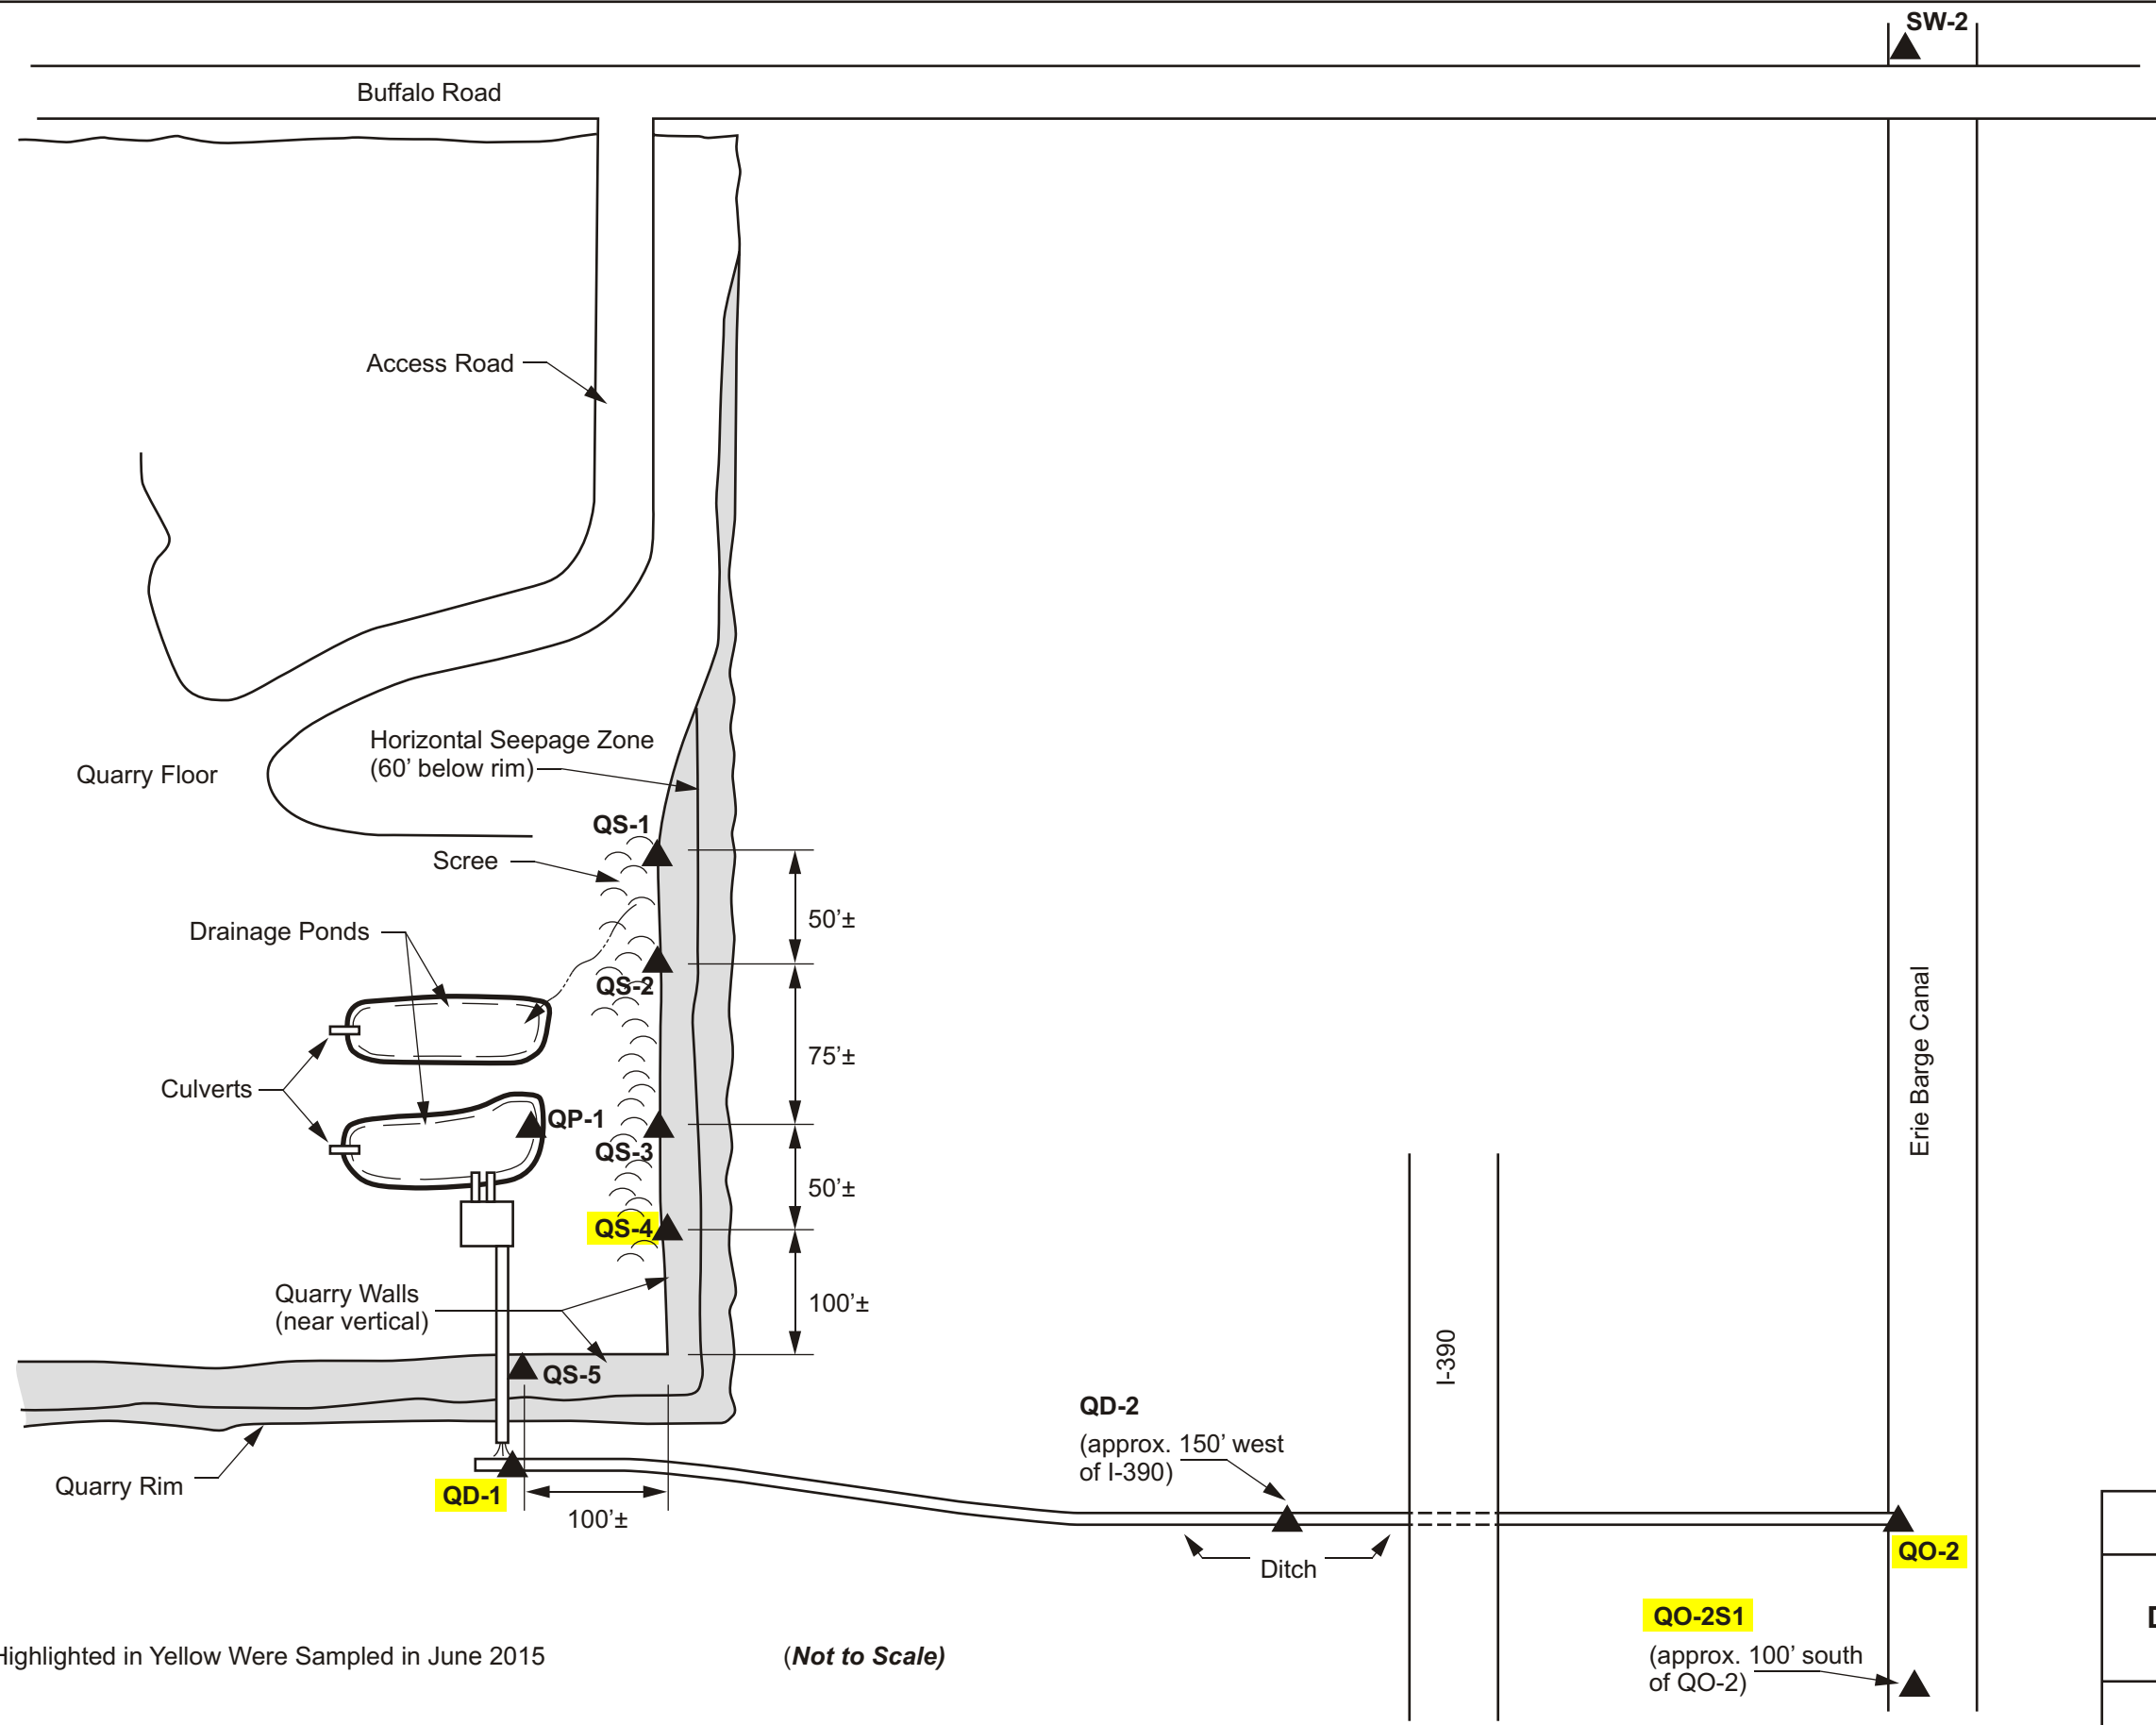 SW-2
Buffalo Road
Access Road
Horizontal Seepage Zone
(60’ below rim)
Quarry Floor
QS-1
Scree
50’±
Drainage Ponds
QS-2
Erie Barge Canal
75’±
Culverts
QP-1
QS-3
50’±
QS-4
Quarry Walls
(near vertical)
100’±
I-390
QS-5
QD-2
(approx. 150’ west
of I-390)
Quarry Rim
QD-1
100’±
Ditch
QO-2
QO-2S1
(approx. 100’ south
of QO-2)
Highlighted in Yellow Were Sampled in June 2015
(Not to Scale)